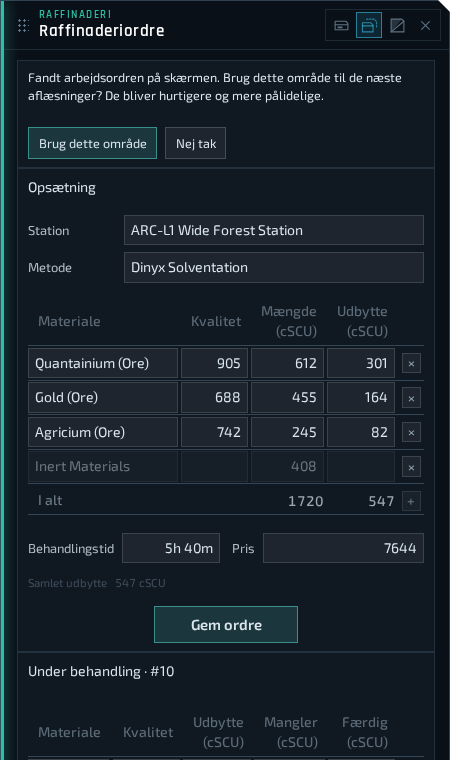 RAFFINADERI
Raffinaderiordre
Fandt arbejdsordren på skærmen. Brug dette område til de næste
aflæsninger? De bliver hurtigere og mere pålidelige.
Brug dette område Nej tak
Opsætning
Station ARC-L1 Wide Forest Station
Metode Dinyx Solventation
Materiale Kvalitet Mængde (cSCU) Udbytte (cSCU)
Quantainium (Ore) 905 612 301 ×
Gold (Ore) 688 455 164 ×
Agricium (Ore) 742 245 82 ×
Inert Materials 408 ×
I alt 1720 547 +
Behandlingstid 5h 40m Pris 7644
Samlet udbytte 547 cSCU
Gem ordre
Under behandling · #10
Materiale Kvalitet Udbytte (cSCU) Mangler (cSCU) Færdig (cSCU)